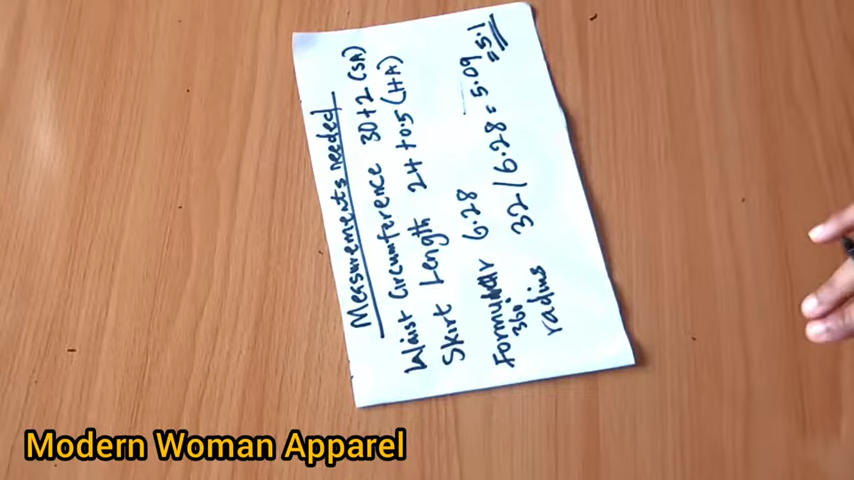 Measurements needed
Waist Circumference 30+2 (SA)
Skirt Length 24 +0.5 (HA)
Formular 6.28
360
radius 32/6.28 = 5.09
= 5.1
Modern Woman Apparel